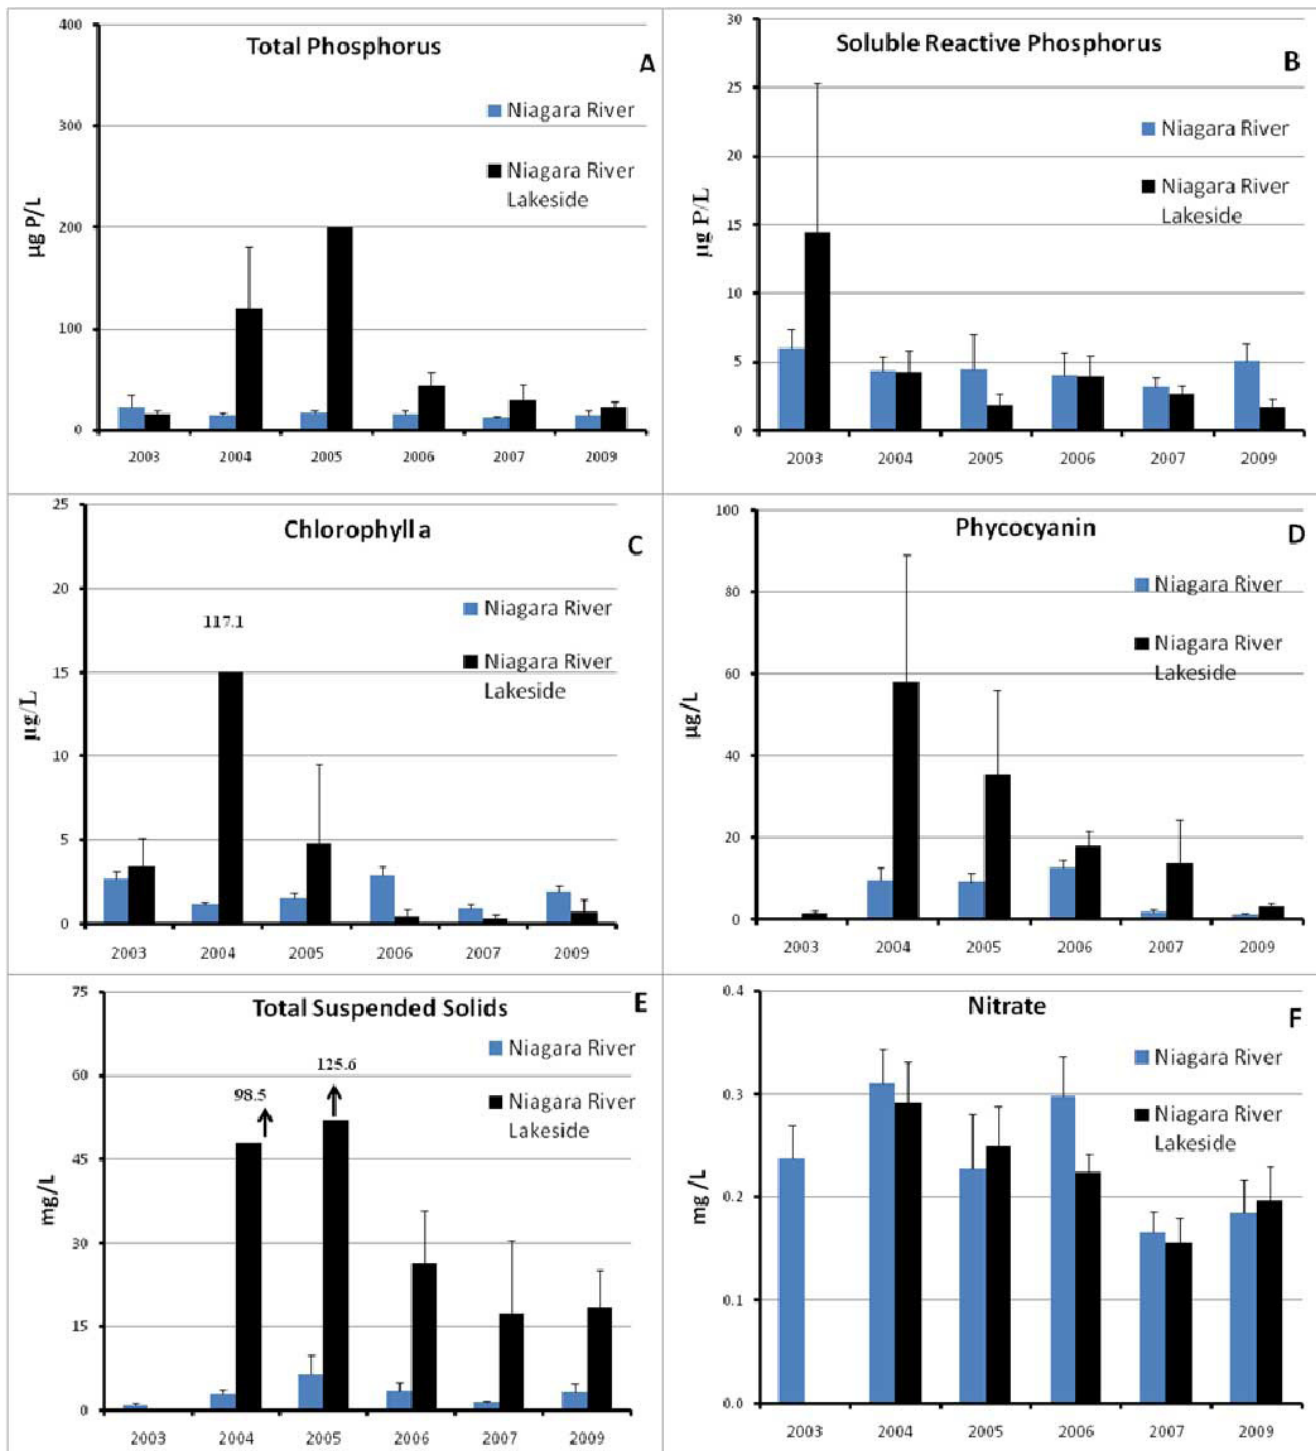 Total Phosphorus
A
400
300
200
100
0
µg P/L
Niagara River
Niagara River
Lakeside
2003 2004 2005 2006 2007 2009
Soluble Reactive Phosphorus
B
30
25
20
15
10
5
0
µg P/L
Niagara River
Niagara River
Lakeside
2003 2004 2005 2006 2007 2009
Chlorophyll a
C
25
20
15
10
5
0
µg/L
117.1
Niagara River
Niagara River
Lakeside
2003 2004 2005 2006 2007 2009
Phycocyanin
D
100
80
60
40
20
0
µg/L
Niagara River
Niagara River
Lakeside
2003 2004 2005 2006 2007 2009
Total Suspended Solids
E
75
60
45
30
15
0
mg/L
98.5
125.6
Niagara River
Niagara River
Lakeside
2003 2004 2005 2006 2007 2009
Nitrate
F
0.4
0.3
0.2
0.1
0.0
mg /L
Niagara River
Niagara River
Lakeside
2003 2004 2005 2006 2007 2009